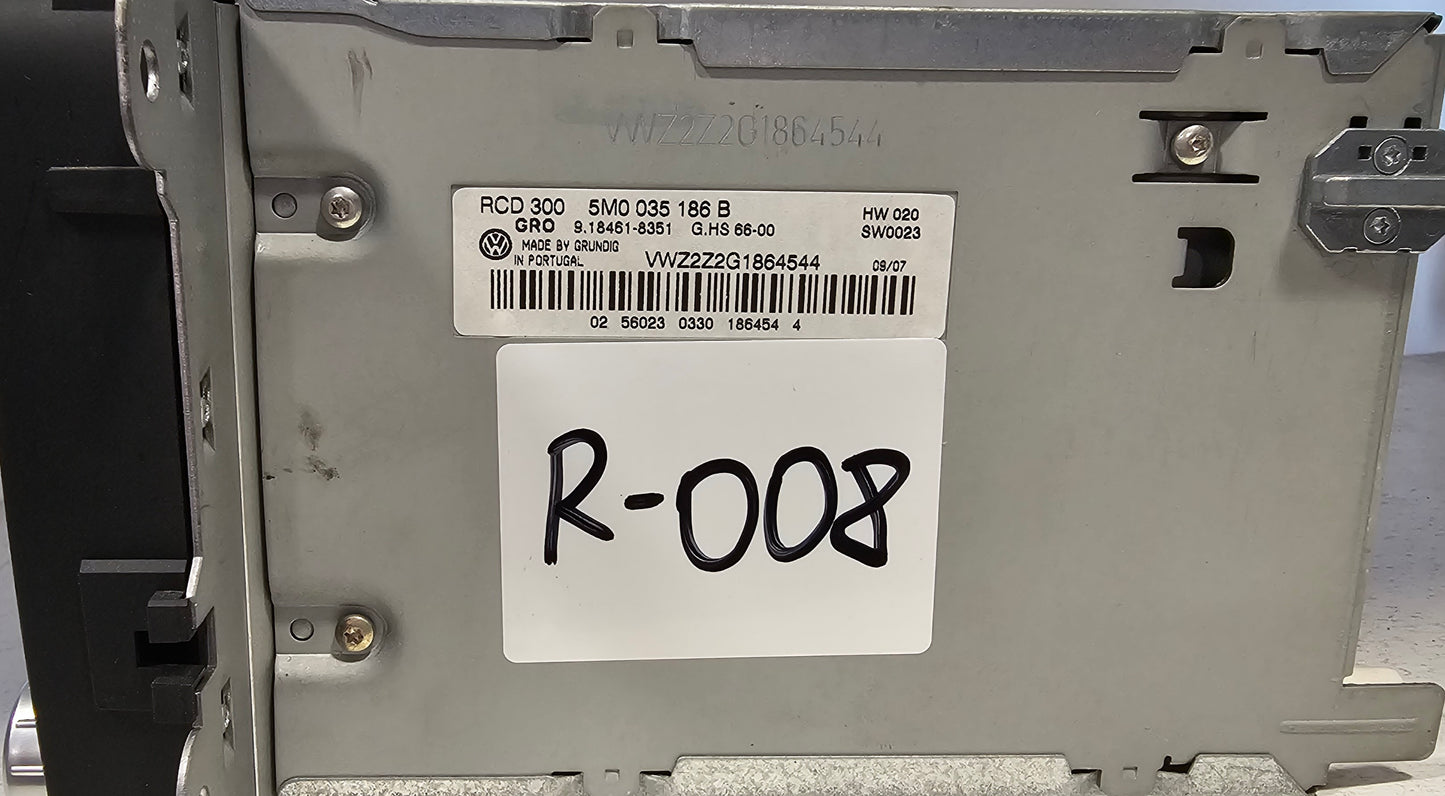 VWZ2Z2G1864544
RCD 300 5M0 035 186 B HW 020
GRO 9.18461-8351 G.HS 66-00 SW0023
MADE BY GRUNDIG
IN PORTUGAL VWZ2Z2G1864544 09/07
02 56023 0330 186454 4
R-008